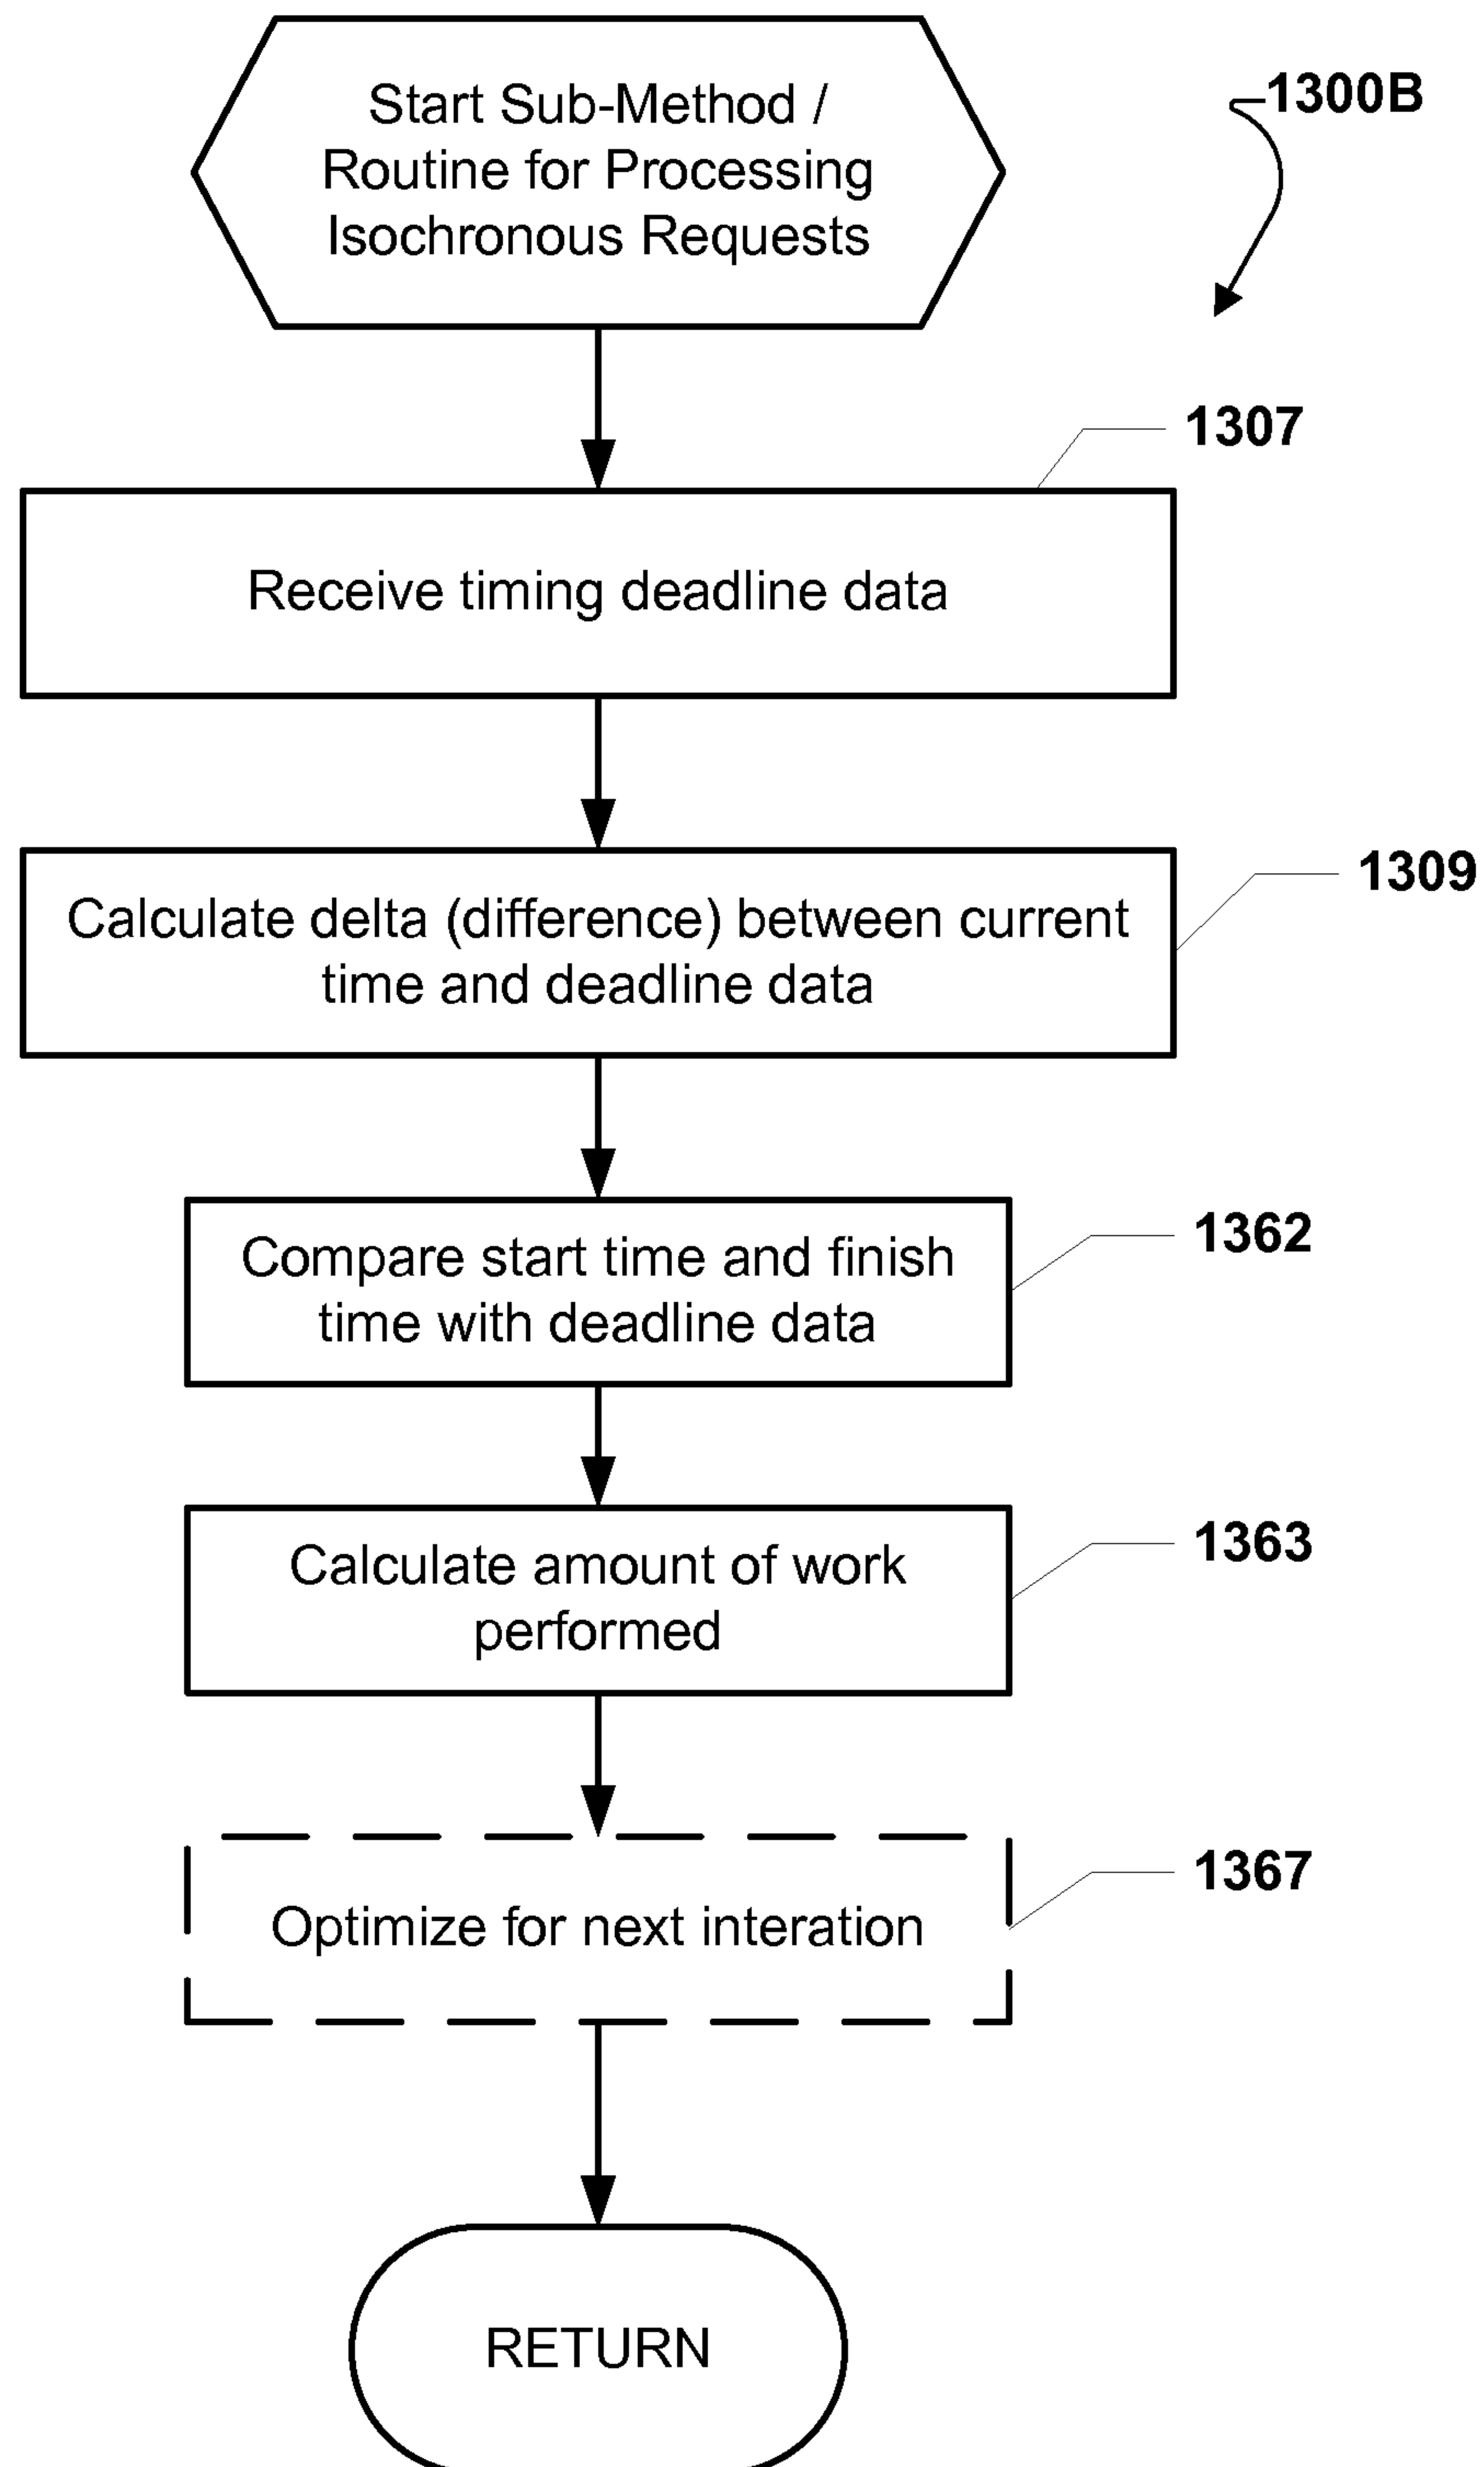 Start Sub-Method /
Routine for Processing
Isochronous Requests
1300B
1307
Receive timing deadline data
1309
Calculate delta (difference) between current
time and deadline data
1362
Compare start time and finish
time with deadline data
1363
Calculate amount of work
performed
1367
Optimize for next interation
RETURN